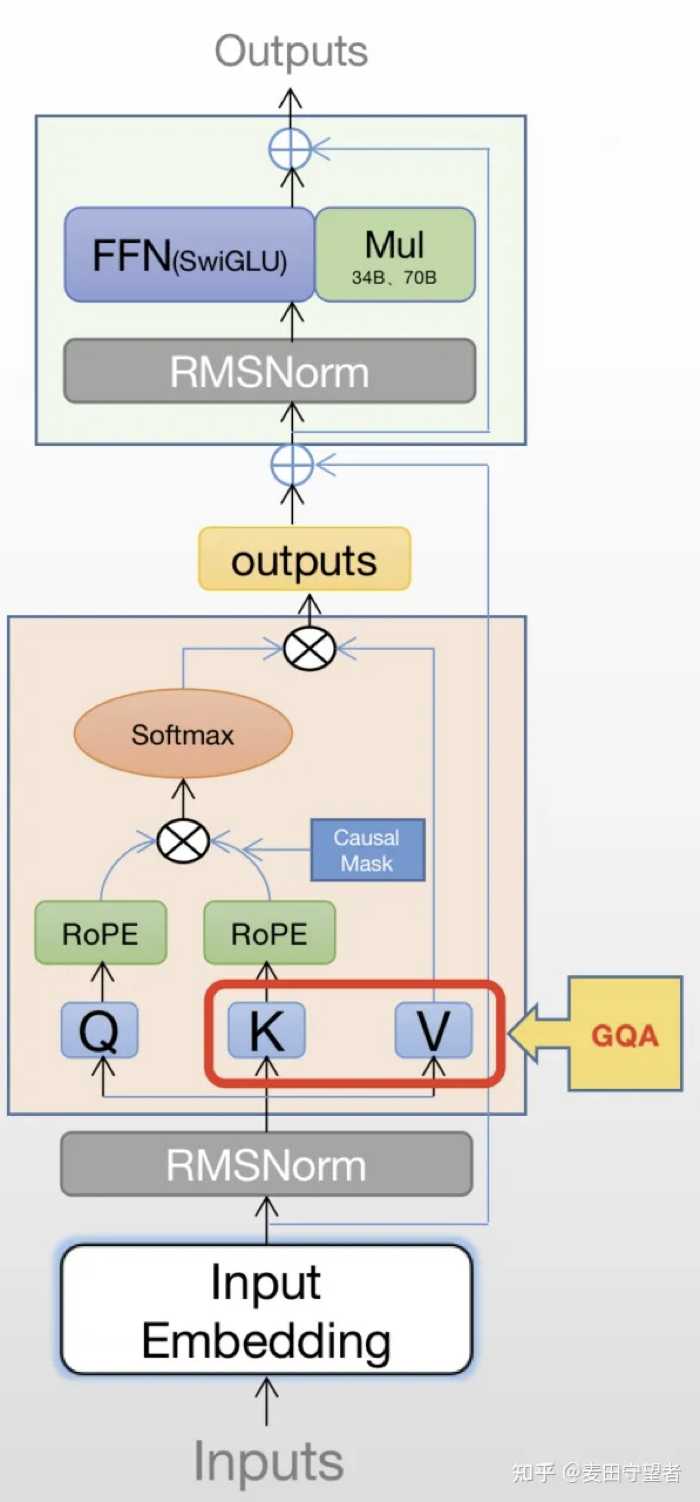 Outputs
FFN(SwiGLU)
Mul
34B、70B
RMSNorm
outputs
Softmax
Causal
Mask
RoPE
RoPE
Q
K
V
GQA
RMSNorm
Input
Embedding
Inputs
知乎 @麦田守望者